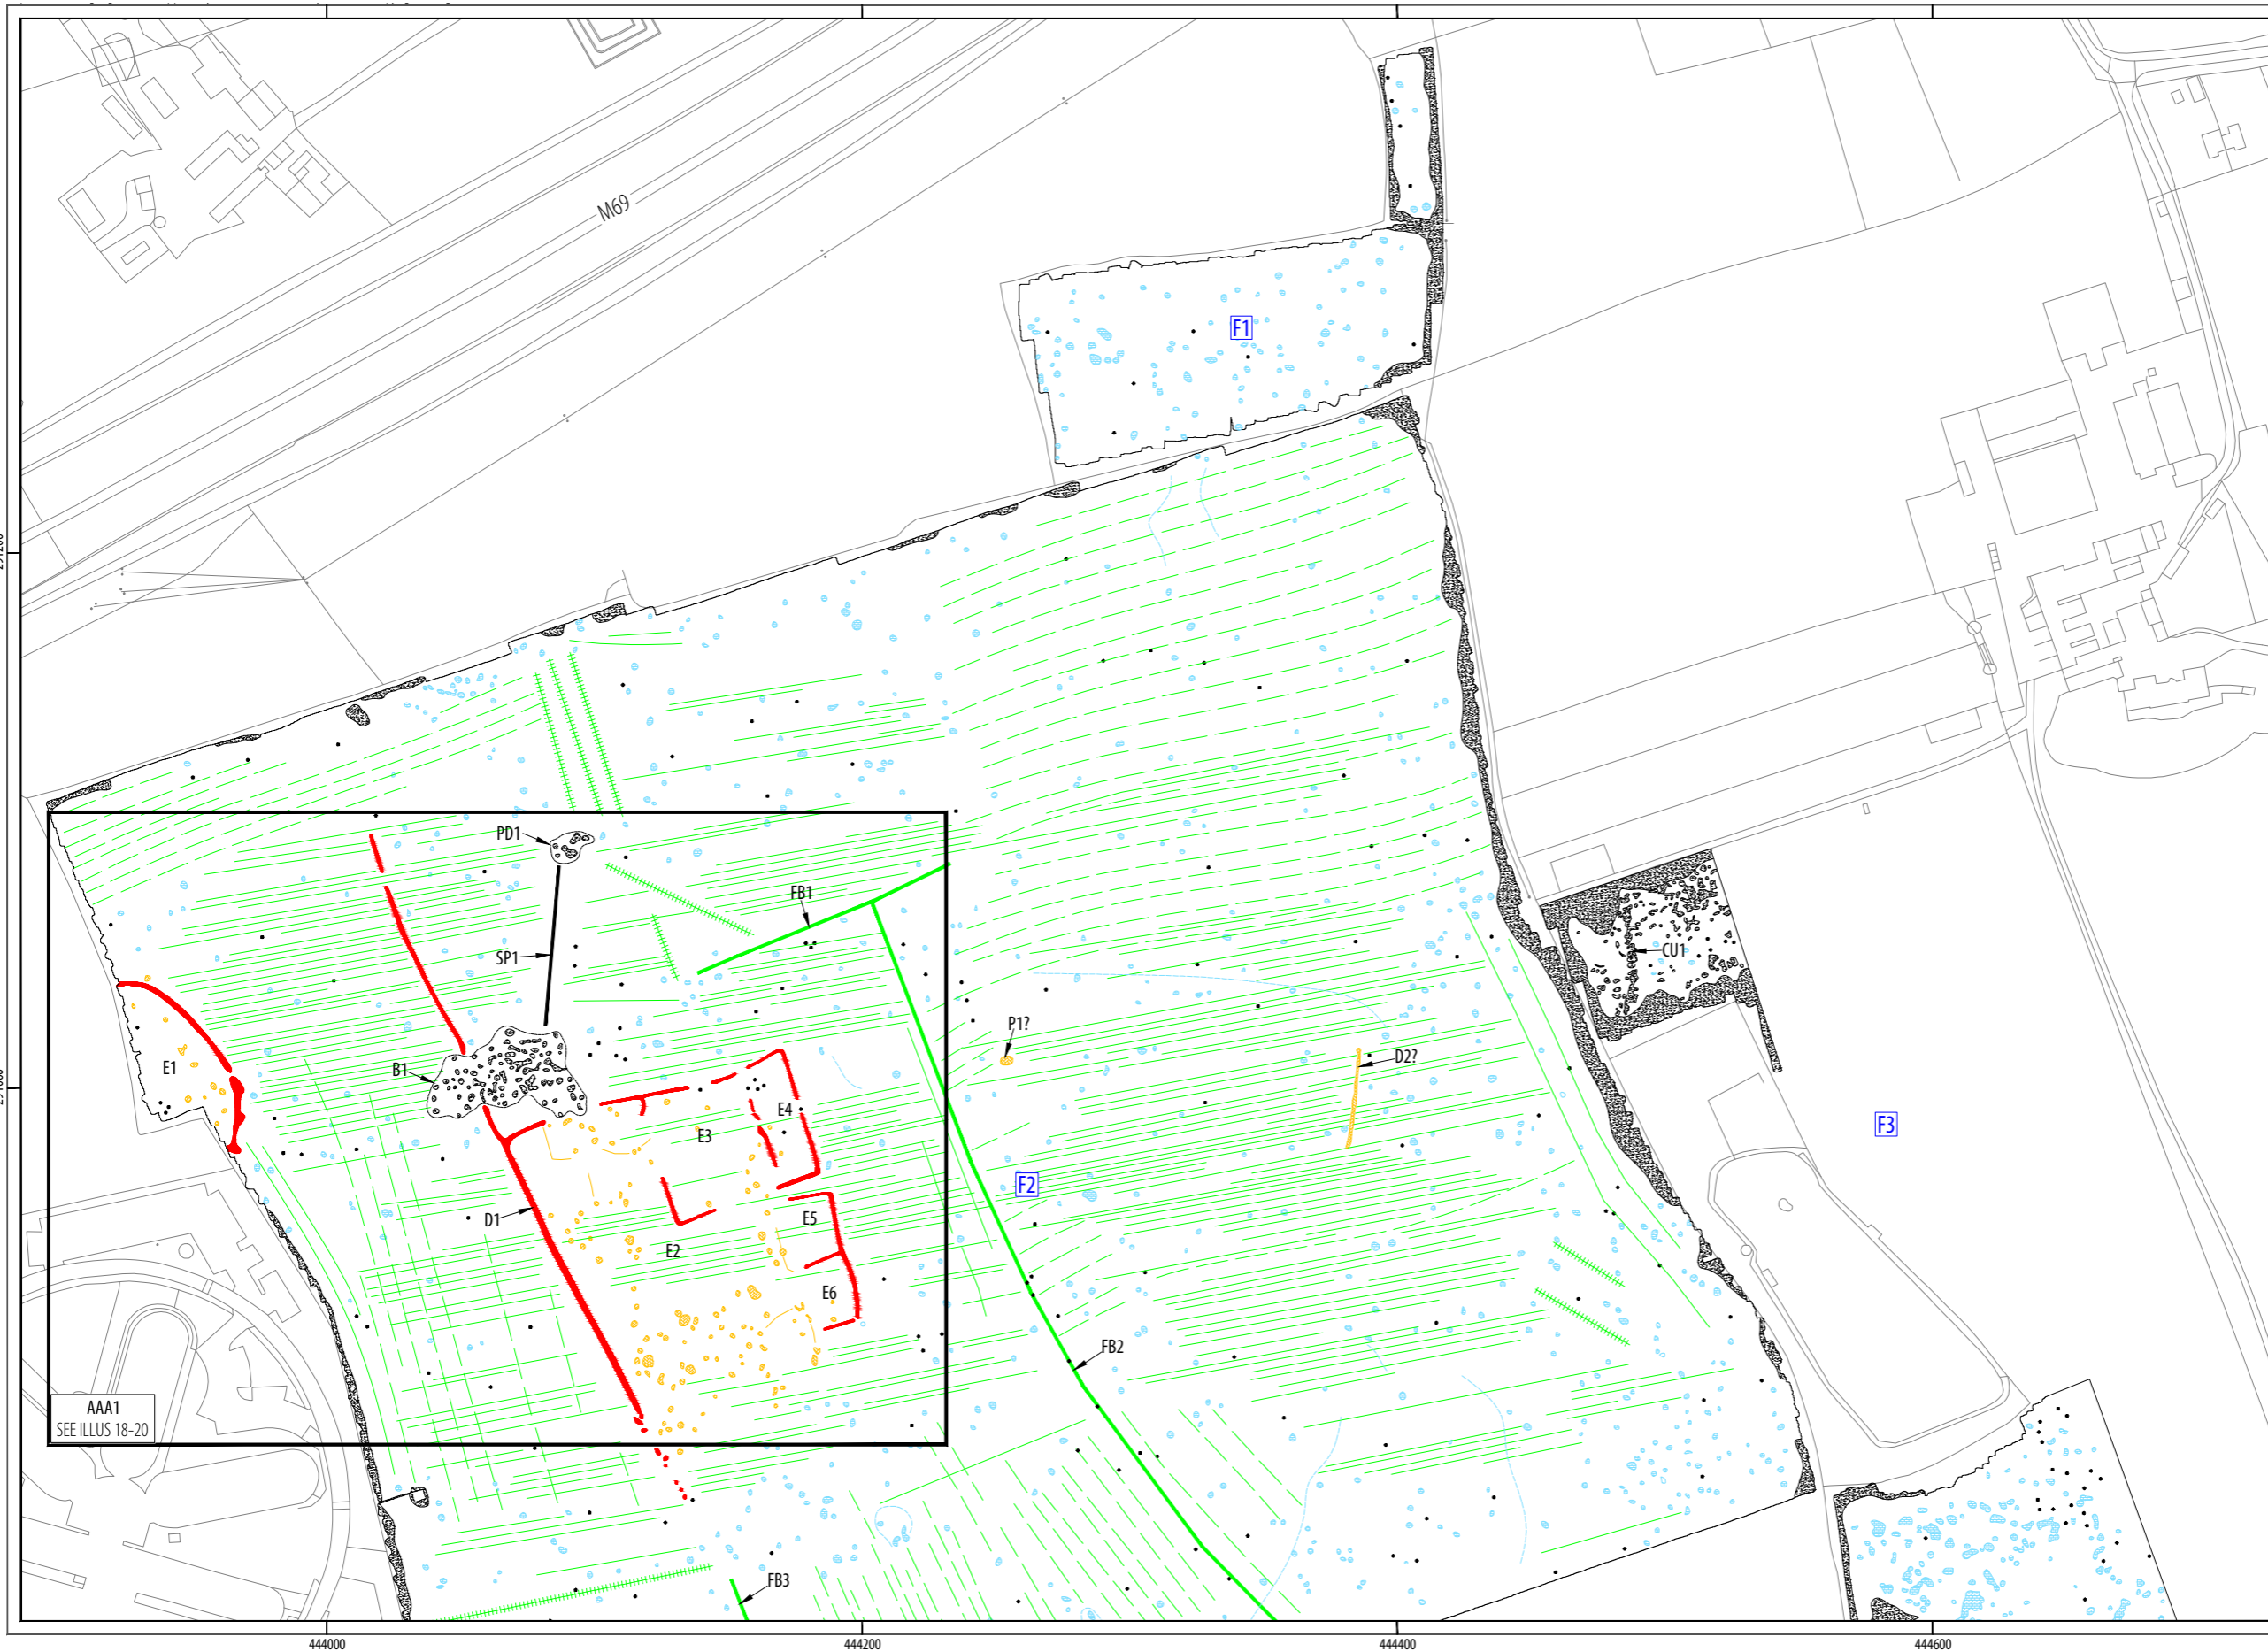 M69
F1
PD1
FB1
SP1
CU1
P1?
D2?
B1
E1
E4
E3
F3
F2
D1
E5
E2
E6
FB2
AAA1
SEE ILLUS 18-20
FB3
444000
444200
444400
444600